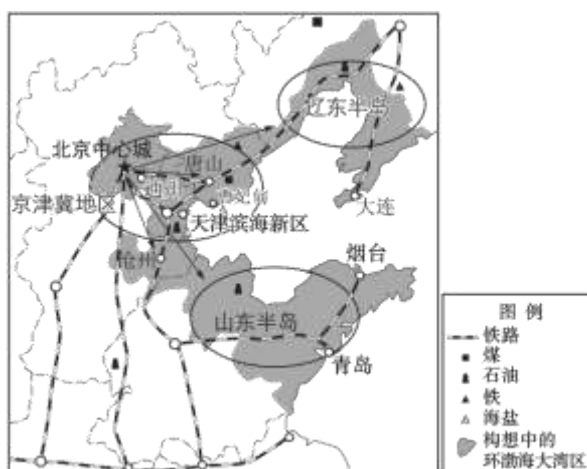 辽东半岛
北京中心城
唐山
京津冀地区
大连
天津滨海新区
沧州
烟台
山东半岛
青岛
图例
铁路
煤
石油
铁
海盐
构想中的
环渤海大湾区